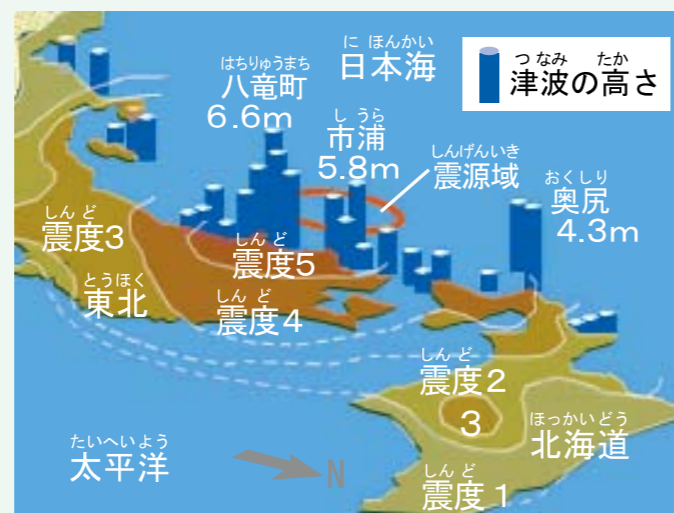 はちりゅうまち
八竜町
6.6m
にほんかい
日本海
つなみ たか
津波の高さ
しうら
市浦
5.8m
しんげんいき
震源域
おくしり
奥尻
4.3m
しんど
震度3
しんど
震度5
とうほく
東北
しんど
震度4
しんど
震度2
3
ほっかいどう
北海道
たいへいよう
太平洋
N
しんど
震度1